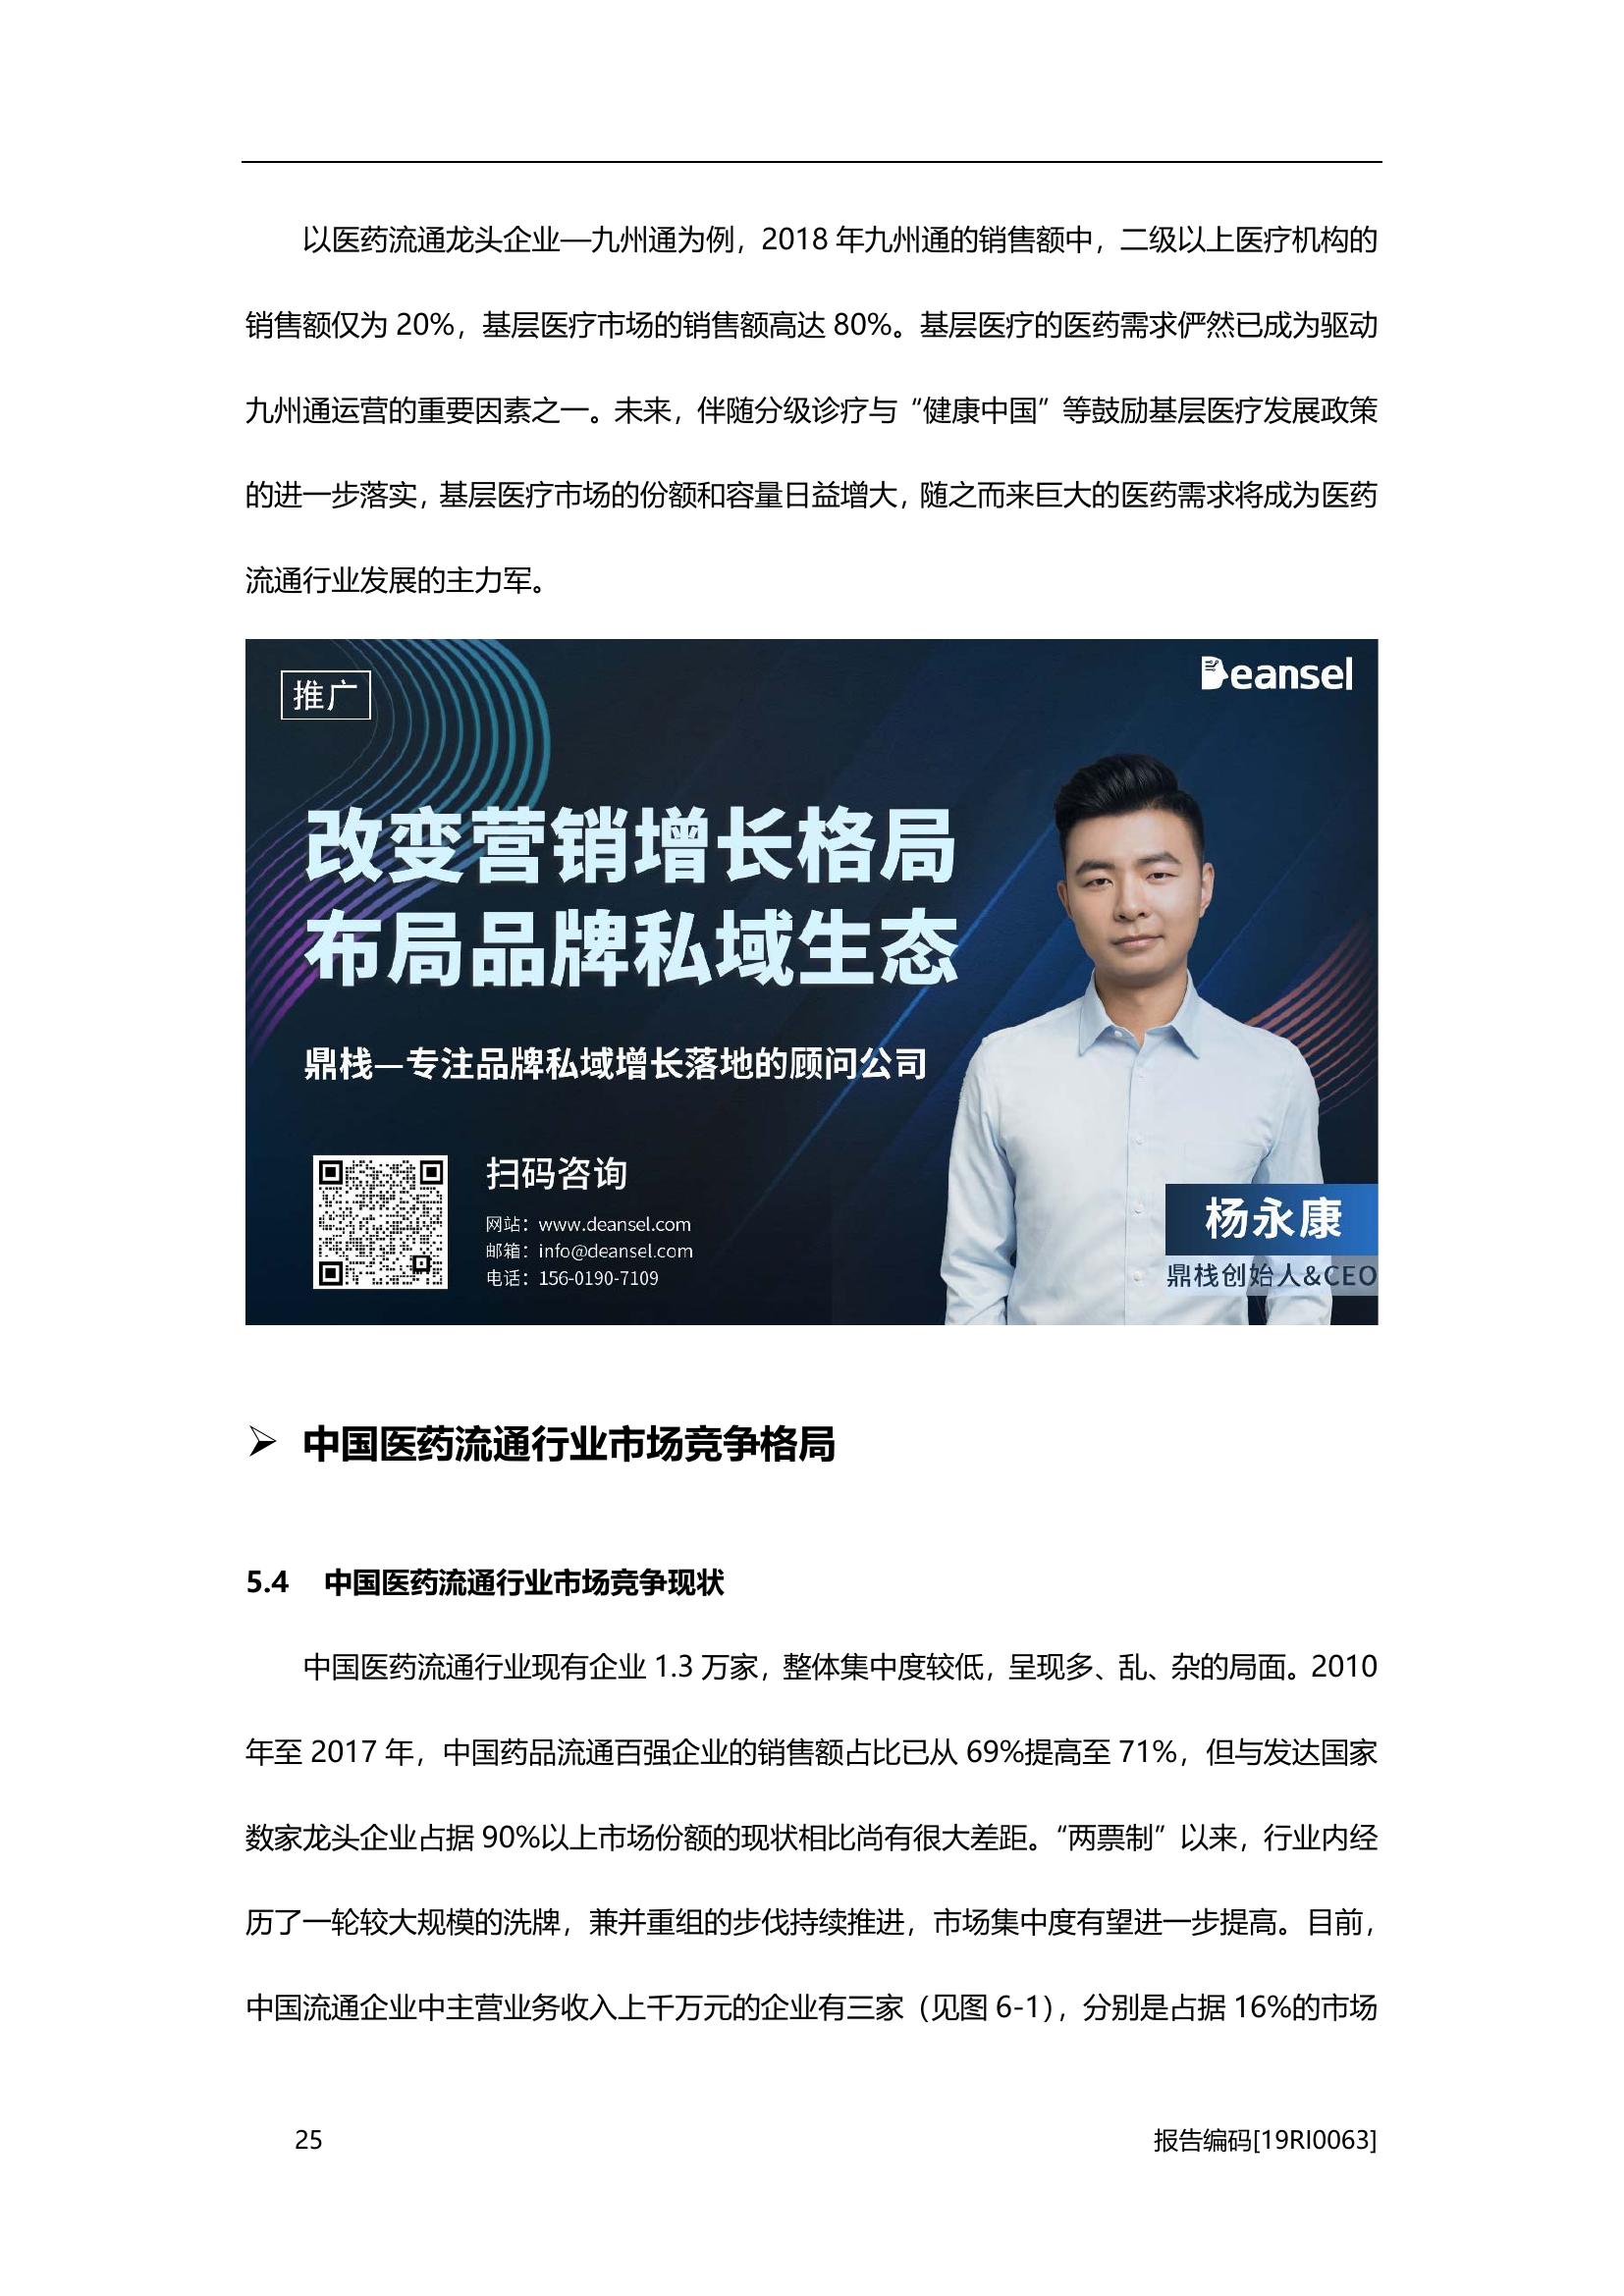 以医药流通龙头企业—九州通为例，2018 年九州通的销售额中，二级以上医疗机构的
销售额仅为 20%，基层医疗市场的销售额高达 80%。基层医疗的医药需求俨然已成为驱动
九州通运营的重要因素之一。未来，伴随分级诊疗与“健康中国”等鼓励基层医疗发展政策
的进一步落实，基层医疗市场的份额和容量日益增大，随之而来巨大的医药需求将成为医药
流通行业发展的主力军。
推广
Deansel
改变营销增长格局
布局品牌私域生态
鼎栈—专注品牌私域增长落地的顾问公司
扫码咨询
网站：www.deansel.com
邮箱：info@deansel.com
电话：156-0190-7109
杨永康
鼎栈创始人&CEO
➢ 中国医药流通行业市场竞争格局
5.4 中国医药流通行业市场竞争现状
中国医药流通行业现有企业 1.3 万家，整体集中度较低，呈现多、乱、杂的局面。2010
年至 2017 年，中国药品流通百强企业的销售额占比已从 69%提高至 71%，但与发达国家
数家龙头企业占据 90%以上市场份额的现状相比尚有很大差距。“两票制”以来，行业内经
历了一轮较大规模的洗牌，兼并重组的步伐持续推进，市场集中度有望进一步提高。目前，
中国流通企业中主营业务收入上千万元的企业有三家（见图 6-1），分别是占据 16%的市场
25
报告编码[19RI0063]